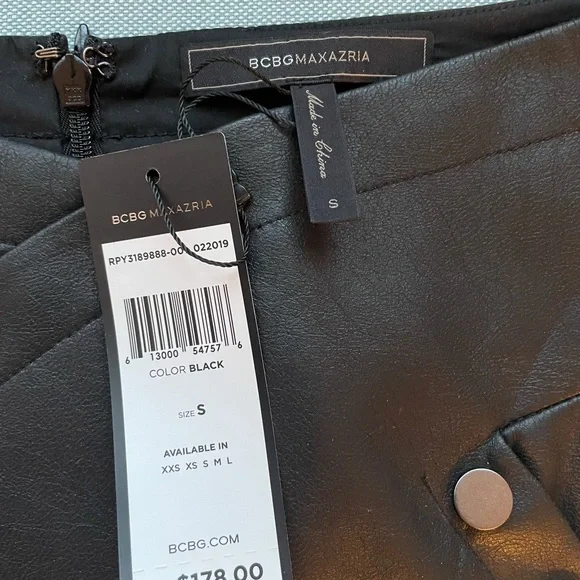 BCBGMAXAZRIA
Made in China
S
BCBGMAXAZRIA
RPY3189888-001 022019
6 13000 54757 6
COLOR BLACK
SIZE S
AVAILABLE IN
XXS XS S M L
BCBG.COM
$178.00